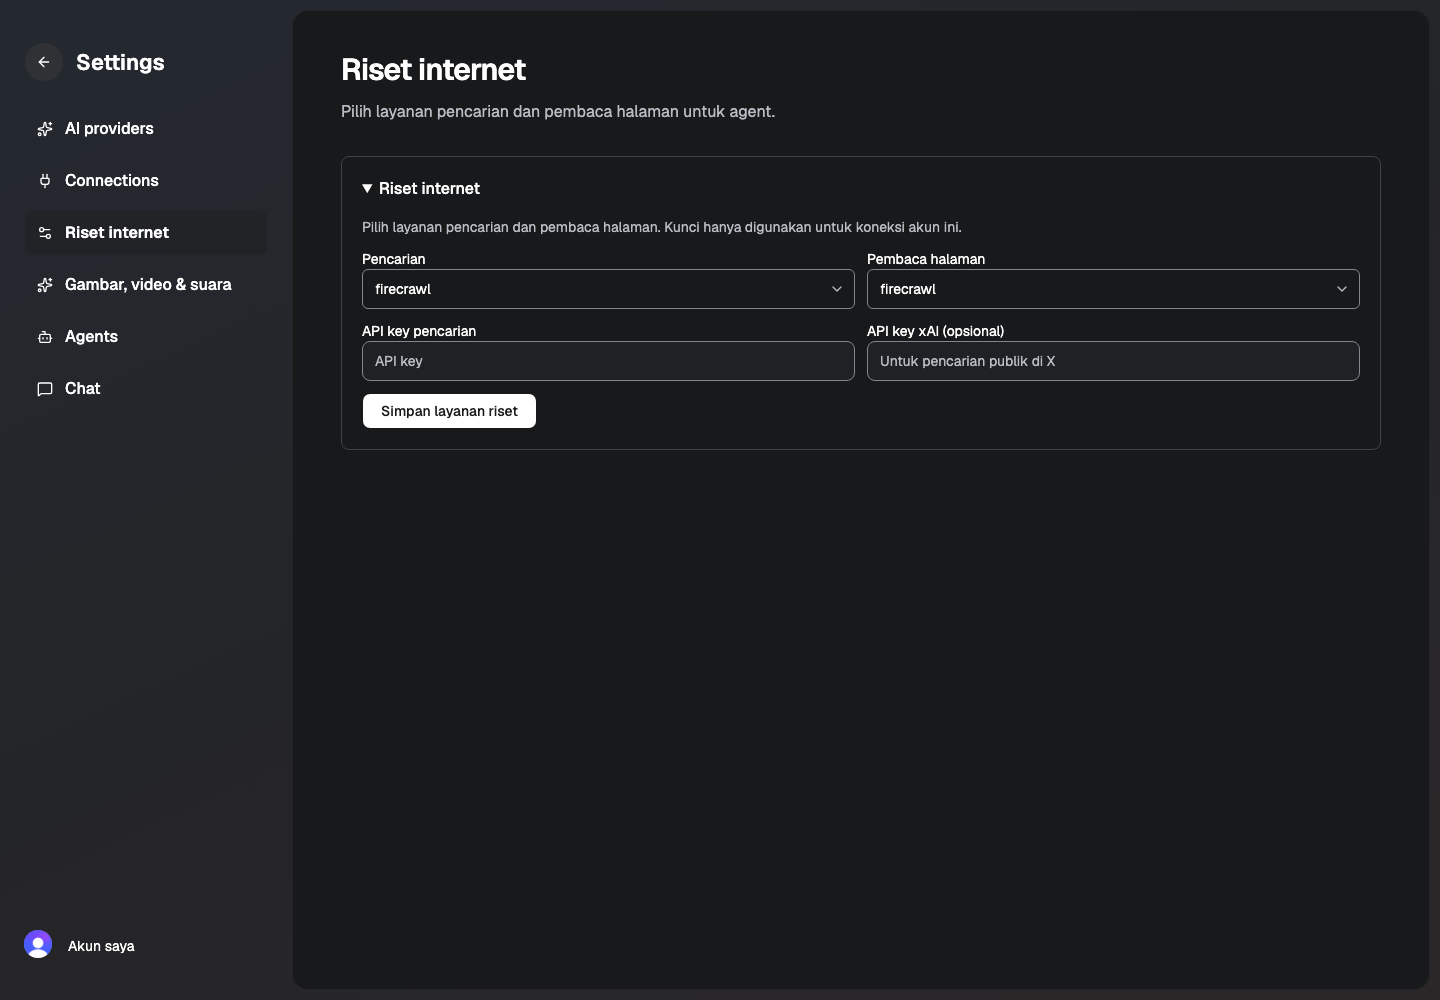 Settings
AI providers
Connections
Riset internet
Gambar, video & suara
Agents
Chat
Akun saya
Riset internet
Pilih layanan pencarian dan pembaca halaman untuk agent.
Riset internet
Pilih layanan pencarian dan pembaca halaman. Kunci hanya digunakan untuk koneksi akun ini.
Pencarian
firecrawl
Pembaca halaman
firecrawl
API key pencarian
API key
API key xAI (opsional)
Untuk pencarian publik di X
Simpan layanan riset